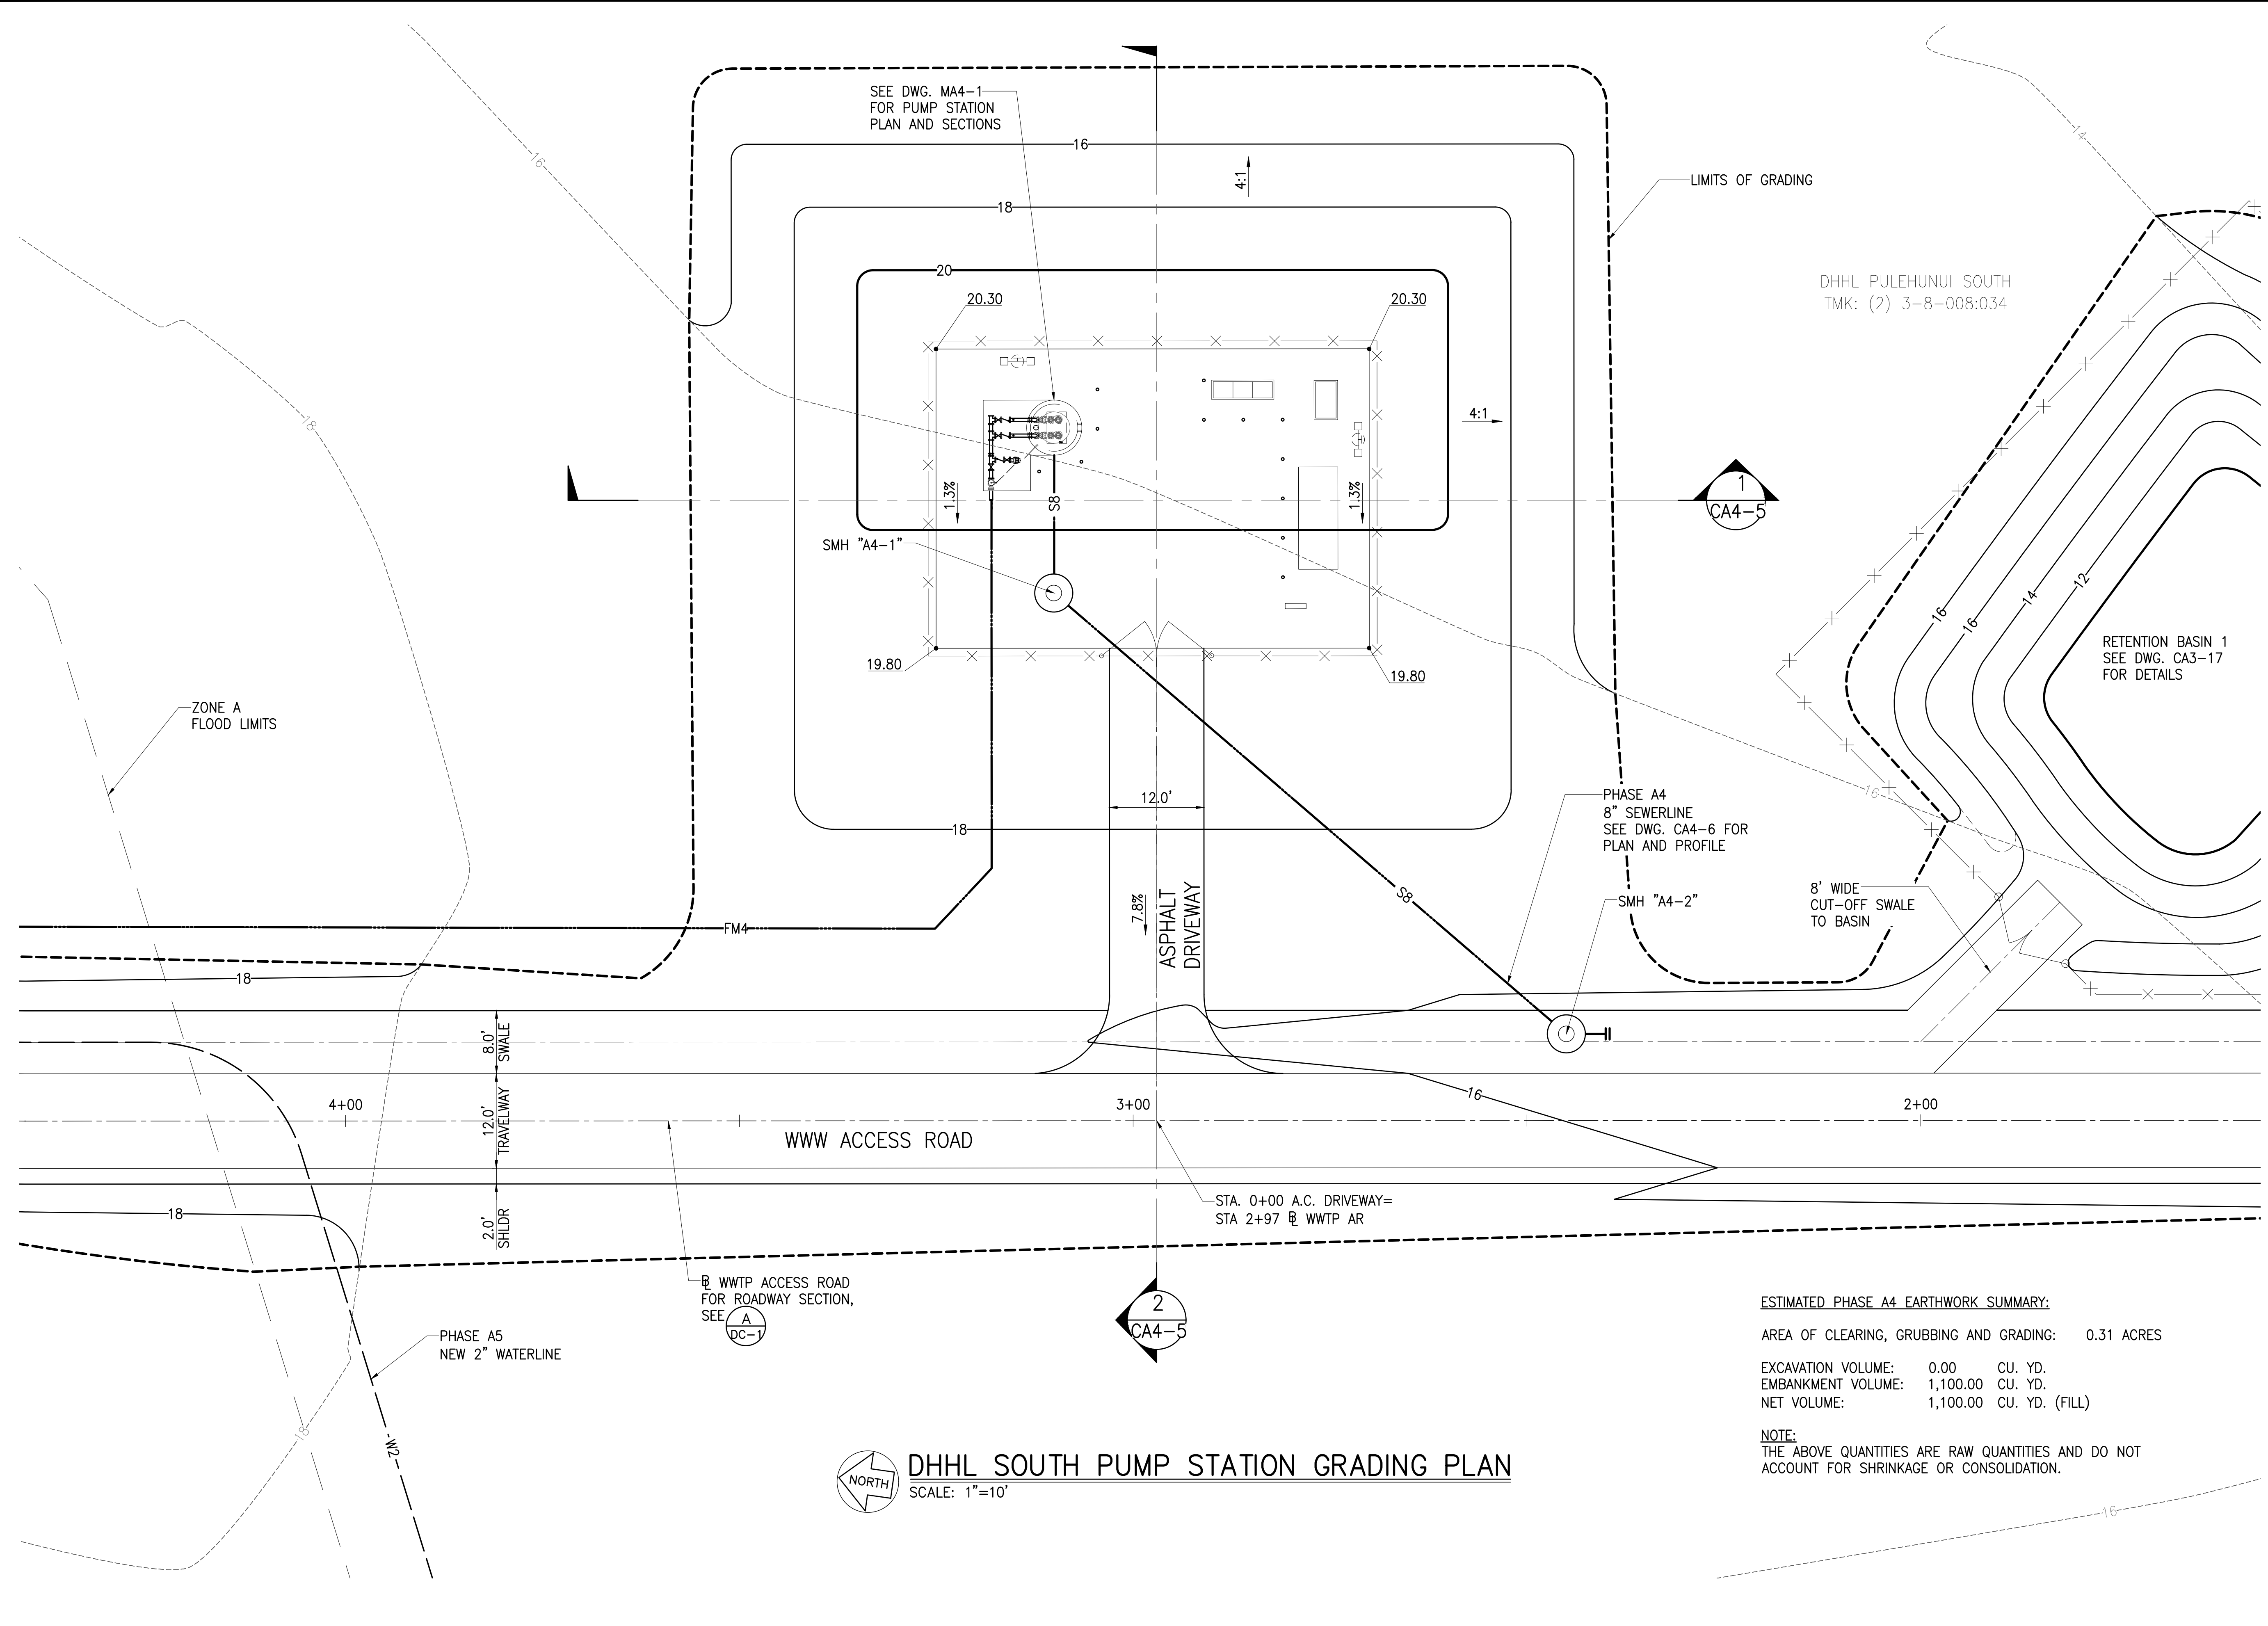 SEE DWG. MA4-1
FOR PUMP STATION
PLAN AND SECTIONS
16
16
14
4:1
LIMITS OF GRADING
18
20
20.30
20.30
DHHL PULEHUNUI SOUTH
TMK: (2) 3-8-008:034
18
4:1
1.3%
S8
1.3%
1
CA4-5
SMH "A4-1"
12
14
16
16
RETENTION BASIN 1
SEE DWG. CA3-17
FOR DETAILS
19.80
19.80
ZONE A
FLOOD LIMITS
12.0'
16
PHASE A4
8" SEWERLINE
SEE DWG. CA4-6 FOR
PLAN AND PROFILE
18
7.8%
ASPHALT
DRIVEWAY
S8
SMH "A4-2"
8' WIDE
CUT-OFF SWALE
TO BASIN
FM4
18
8.0'
SWALE
4+00
3+00
2+00
12.0'
TRAVELWAY
16
WWW ACCESS ROAD
18
2.0'
SHLDR
STA. 0+00 A.C. DRIVEWAY=
STA 2+97 BL WWTP AR
BL WWTP ACCESS ROAD
FOR ROADWAY SECTION,
SEE A
DC-1
2
CA4-5
PHASE A5
NEW 2" WATERLINE
W2
18
ESTIMATED PHASE A4 EARTHWORK SUMMARY:
AREA OF CLEARING, GRUBBING AND GRADING: 0.31 ACRES
EXCAVATION VOLUME: 0.00 CU. YD.
EMBANKMENT VOLUME: 1,100.00 CU. YD.
NET VOLUME: 1,100.00 CU. YD. (FILL)
NOTE:
THE ABOVE QUANTITIES ARE RAW QUANTITIES AND DO NOT
ACCOUNT FOR SHRINKAGE OR CONSOLIDATION.
NORTH
DHHL SOUTH PUMP STATION GRADING PLAN
SCALE: 1"=10'
16